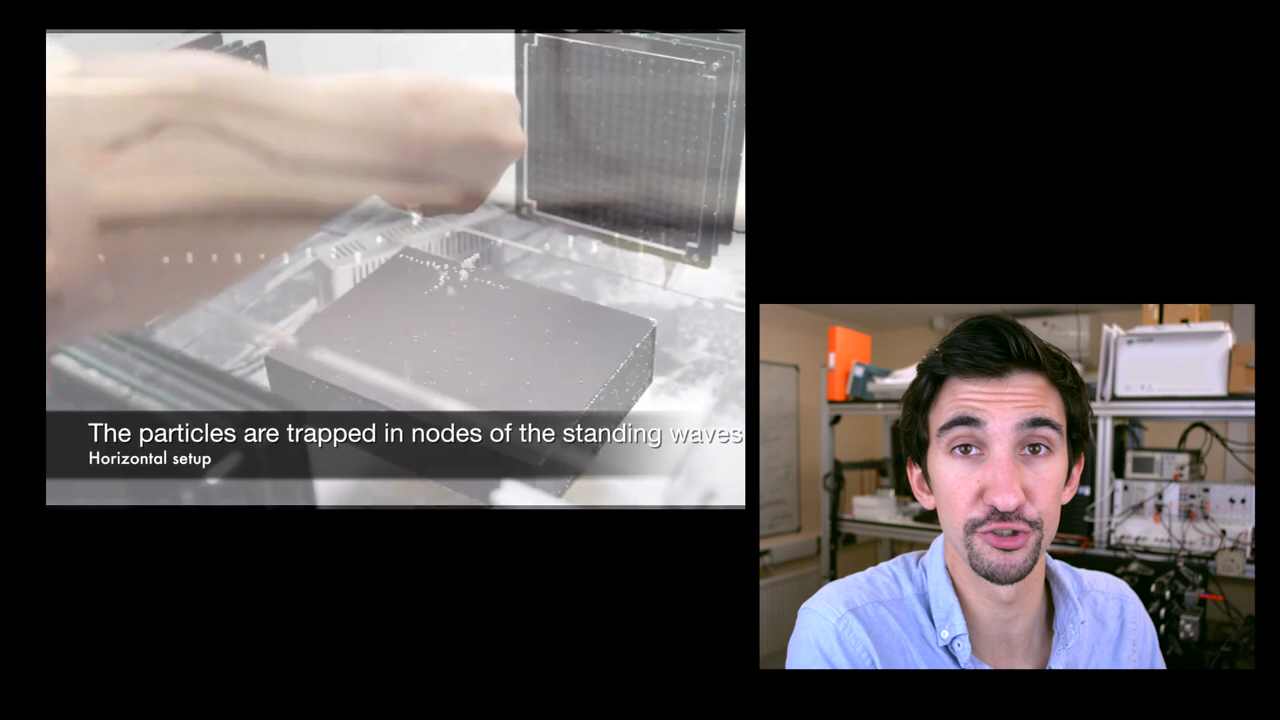 The particles are trapped in nodes of the standing waves
Horizontal setup